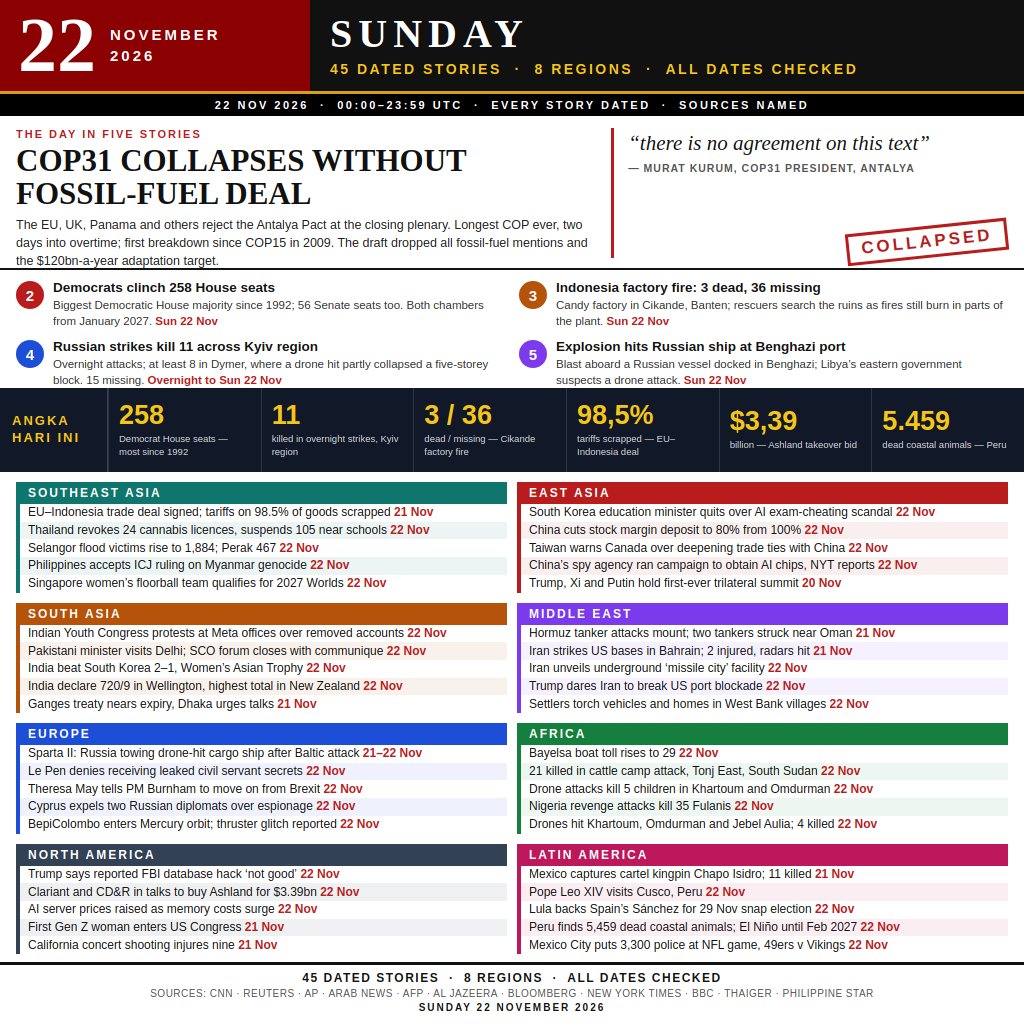 22
NOVEMBER
2026
SUNDAY
45 DATED STORIES · 8 REGIONS · ALL DATES CHECKED
22 NOV 2026 · 00:00–23:59 UTC · EVERY STORY DATED · SOURCES NAMED
THE DAY IN FIVE STORIES
COP31 COLLAPSES WITHOUT
FOSSIL-FUEL DEAL
The EU, UK, Panama and others reject the Antalya Pact at the closing plenary. Longest COP ever, two
days into overtime; first breakdown since COP15 in 2009. The draft dropped all fossil-fuel mentions and
the $120bn-a-year adaptation target.
“there is no agreement on this text”
— MURAT KURUM, COP31 PRESIDENT, ANTALYA
COLLAPSED
2
Democrats clinch 258 House seats
Biggest Democratic House majority since 1992; 56 Senate seats too. Both chambers
from January 2027. Sun 22 Nov
3
Indonesia factory fire: 3 dead, 36 missing
Candy factory in Cikande, Banten; rescuers search the ruins as fires still burn in parts of
the plant. Sun 22 Nov
4
Russian strikes kill 11 across Kyiv region
Overnight attacks; at least 8 in Dymer, where a drone hit partly collapsed a five-storey
block. 15 missing. Overnight to Sun 22 Nov
5
Explosion hits Russian ship at Benghazi port
Blast aboard a Russian vessel docked in Benghazi; Libya’s eastern government
suspects a drone attack. Sun 22 Nov
ANGKA
HARI INI
258
Democrat House seats —
most since 1992
11
killed in overnight strikes, Kyiv
region
3 / 36
dead / missing — Cikande
factory fire
98,5%
tariffs scrapped — EU–
Indonesia deal
$3,39
billion — Ashland takeover bid
5.459
dead coastal animals — Peru
SOUTHEAST ASIA
EU–Indonesia trade deal signed; tariffs on 98.5% of goods scrapped 21 Nov
Thailand revokes 24 cannabis licences, suspends 105 near schools 22 Nov
Selangor flood victims rise to 1,884; Perak 467 22 Nov
Philippines accepts ICJ ruling on Myanmar genocide 22 Nov
Singapore women’s floorball team qualifies for 2027 Worlds 22 Nov
EAST ASIA
South Korea education minister quits over AI exam-cheating scandal 22 Nov
China cuts stock margin deposit to 80% from 100% 22 Nov
Taiwan warns Canada over deepening trade ties with China 22 Nov
China’s spy agency ran campaign to obtain AI chips, NYT reports 22 Nov
Trump, Xi and Putin hold first-ever trilateral summit 20 Nov
SOUTH ASIA
Indian Youth Congress protests at Meta offices over removed accounts 22 Nov
Pakistani minister visits Delhi; SCO forum closes with communique 22 Nov
India beat South Korea 2–1, Women’s Asian Trophy 22 Nov
India declare 720/9 in Wellington, highest total in New Zealand 22 Nov
Ganges treaty nears expiry, Dhaka urges talks 21 Nov
MIDDLE EAST
Hormuz tanker attacks mount; two tankers struck near Oman 21 Nov
Iran strikes US bases in Bahrain; 2 injured, radars hit 21 Nov
Iran unveils underground ‘missile city’ facility 22 Nov
Trump dares Iran to break US port blockade 22 Nov
Settlers torch vehicles and homes in West Bank villages 22 Nov
EUROPE
Sparta II: Russia towing drone-hit cargo ship after Baltic attack 21–22 Nov
Le Pen denies receiving leaked civil servant secrets 22 Nov
Theresa May tells PM Burnham to move on from Brexit 22 Nov
Cyprus expels two Russian diplomats over espionage 22 Nov
BepiColombo enters Mercury orbit; thruster glitch reported 22 Nov
AFRICA
Bayelsa boat toll rises to 29 22 Nov
21 killed in cattle camp attack, Tonj East, South Sudan 22 Nov
Drone attacks kill 5 children in Khartoum and Omdurman 22 Nov
Nigeria revenge attacks kill 35 Fulanis 22 Nov
Drones hit Khartoum, Omdurman and Jebel Aulia; 4 killed 22 Nov
NORTH AMERICA
Trump says reported FBI database hack ‘not good’ 22 Nov
Clariant and CD&R in talks to buy Ashland for $3.39bn 22 Nov
AI server prices raised as memory costs surge 22 Nov
First Gen Z woman enters US Congress 21 Nov
California concert shooting injures nine 21 Nov
LATIN AMERICA
Mexico captures cartel kingpin Chapo Isidro; 11 killed 21 Nov
Pope Leo XIV visits Cusco, Peru 22 Nov
Lula backs Spain’s Sánchez for 29 Nov snap election 22 Nov
Peru finds 5,459 dead coastal animals; El Niño until Feb 2027 22 Nov
Mexico City puts 3,300 police at NFL game, 49ers v Vikings 22 Nov
45 DATED STORIES · 8 REGIONS · ALL DATES CHECKED
SOURCES: CNN · REUTERS · AP · ARAB NEWS · AFP · AL JAZEERA · BLOOMBERG · NEW YORK TIMES · BBC · THAIGER · PHILIPPINE STAR
SUNDAY 22 NOVEMBER 2026